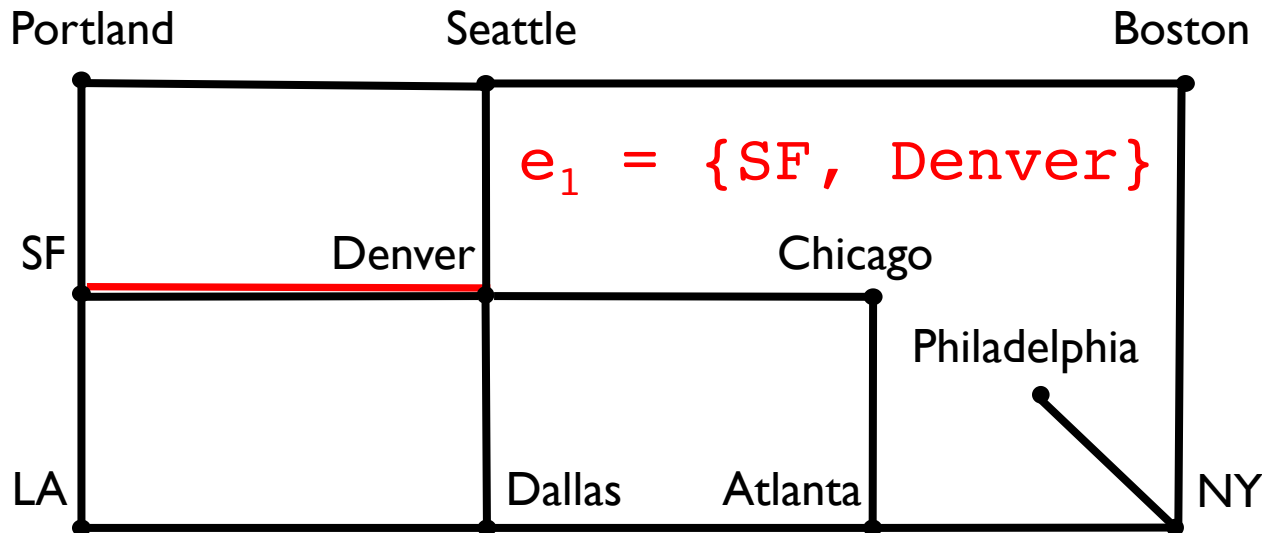 Portland Seattle Boston
e₁ = {SF, Denver}
SF Denver Chicago
Philadelphia
LA Dallas Atlanta NY